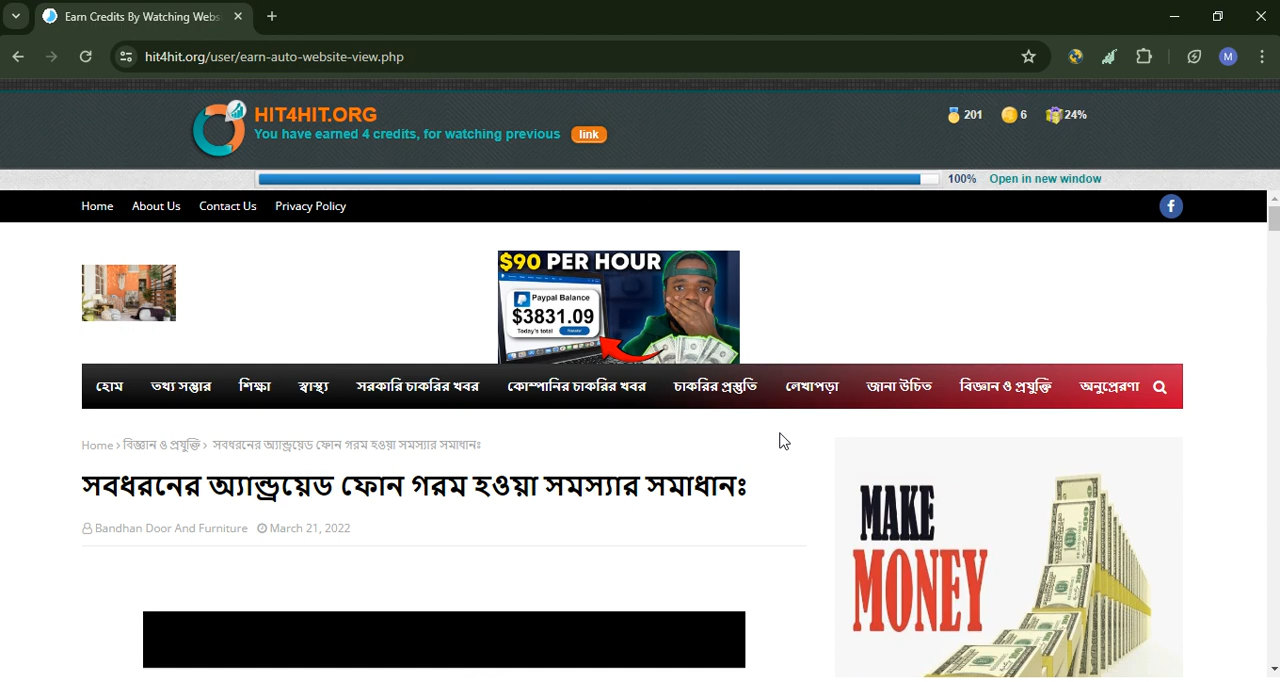 Earn Credits By Watching Webs
hit4hit.org/user/earn-auto-website-view.php
M
HIT4HIT.ORG
You have earned 4 credits, for watching previous link
201 6 24%
100% Open in new window
Home About Us Contact Us Privacy Policy
f
$90 PER HOUR
Paypal Balance
$3831.09
Today's total
হোম তথ্য সম্ভার শিক্ষা স্বাস্থ্য সরকারি চাকরির খবর কোম্পানির চাকরির খবর চাকরির প্রস্তুতি লেখাপড়া জানা উচিত বিজ্ঞান ও প্রযুক্তি অনুপ্রেরণা
Home › বিজ্ঞান ও প্রযুক্তি › সবধরনের অ্যান্ড্রয়েড ফোন গরম হওয়া সমস্যার সমাধানঃ
সবধরনের অ্যান্ড্রয়েড ফোন গরম হওয়া সমস্যার সমাধানঃ
Bandhan Door And Furniture March 21, 2022
MAKE
MONEY